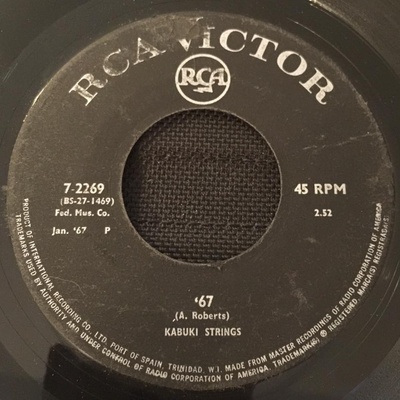 RCA VICTOR
RCA
7-2269
(BS-27-1469)
Fed. Mus. Co.
Jan. '67 P
45 RPM
2.52
'67
(A. Roberts)
KABUKI STRINGS
PRODUCT OF INTERNATIONAL RECORDING CO. LTD., PORT OF SPAIN, TRINIDAD, W.I. MADE FROM MASTER RECORDINGS OF RADIO CORPORATION OF AMERICA
TRADEMARKS USED BY AUTHORITY AND UNDER CONTROL OF RADIO CORPORATION OF AMERICA, TRADEMARK(S) ® REGISTERED. MARCA(S) REGISTRADA(S)